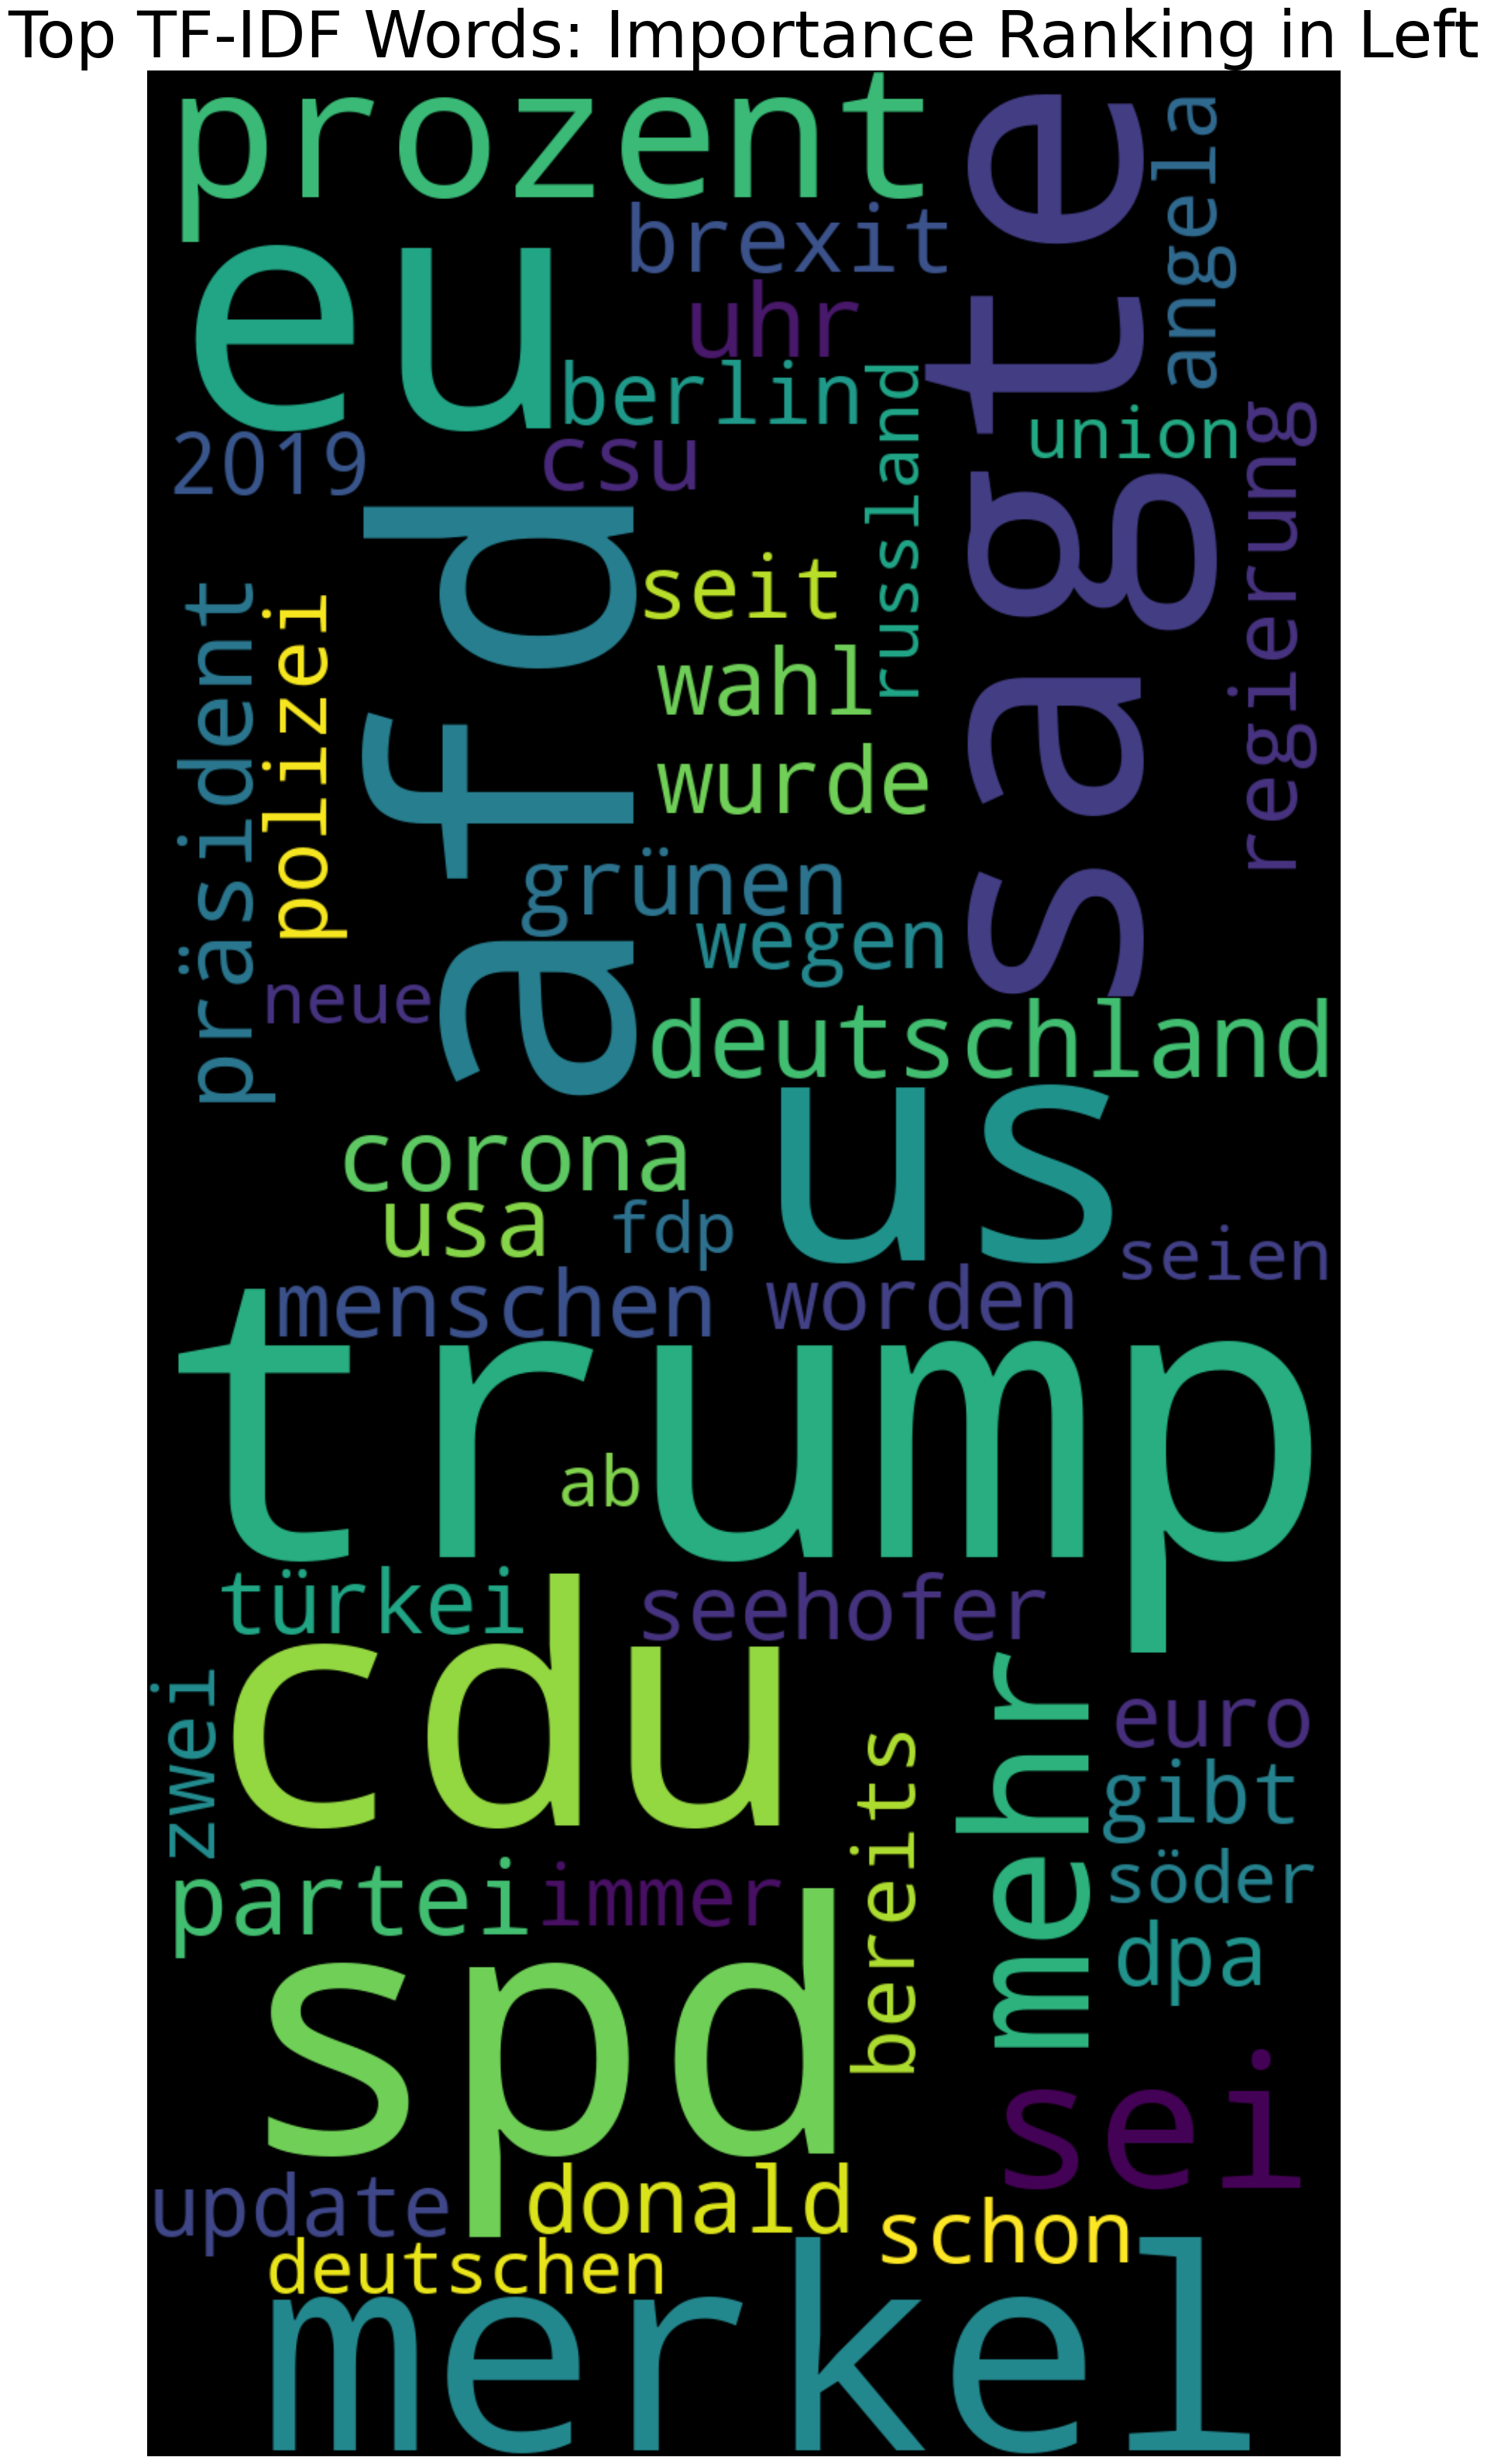 Top TF-IDF Words: Importance Ranking in Left
prozent
sagte
angela
eu
brexit
uhr
berlin
russland
union
regierung
2019
csu
afd
seit
präsident
polizei
wahl
wurde
grünen
wegen
neue
deutschland
us
corona
usa
fdp
seien
menschen
worden
trump
ab
türkei
seehofer
cdu
zwei
mehr
euro
bereits
gibt
partei
immer
söder
dpa
spd
sei
update
donald
schon
deutschen
merkel